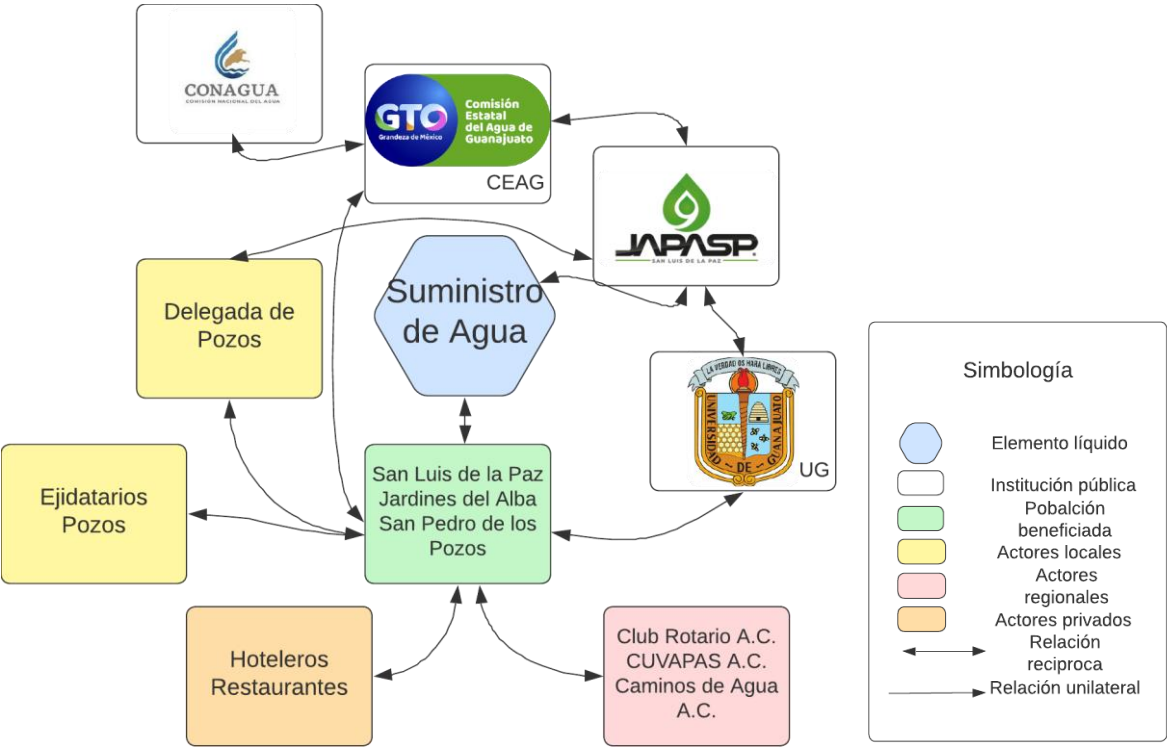 CONAGUA
COMISIÓN NACIONAL DEL AGUA
GTO
Grandeza de México
Comisión
Estatal
del Agua de
Guanajuato
CEAG
JAPASP
SAN LUIS DE LA PAZ
Delegada de
Pozos
Suministro
de Agua
LA VERDAD OS HARA LIBRES
UNIVERSIDAD DE GUANAJUATO
UG
Ejidatarios
Pozos
San Luis de la Paz
Jardines del Alba
San Pedro de los
Pozos
Hoteleros
Restaurantes
Club Rotario A.C.
CUVAPAS A.C.
Caminos de Agua
A.C.
Simbología
Elemento líquido
Institución pública
Pobalción
beneficiada
Actores locales
Actores
regionales
Actores privados
Relación
reciproca
Relación unilateral